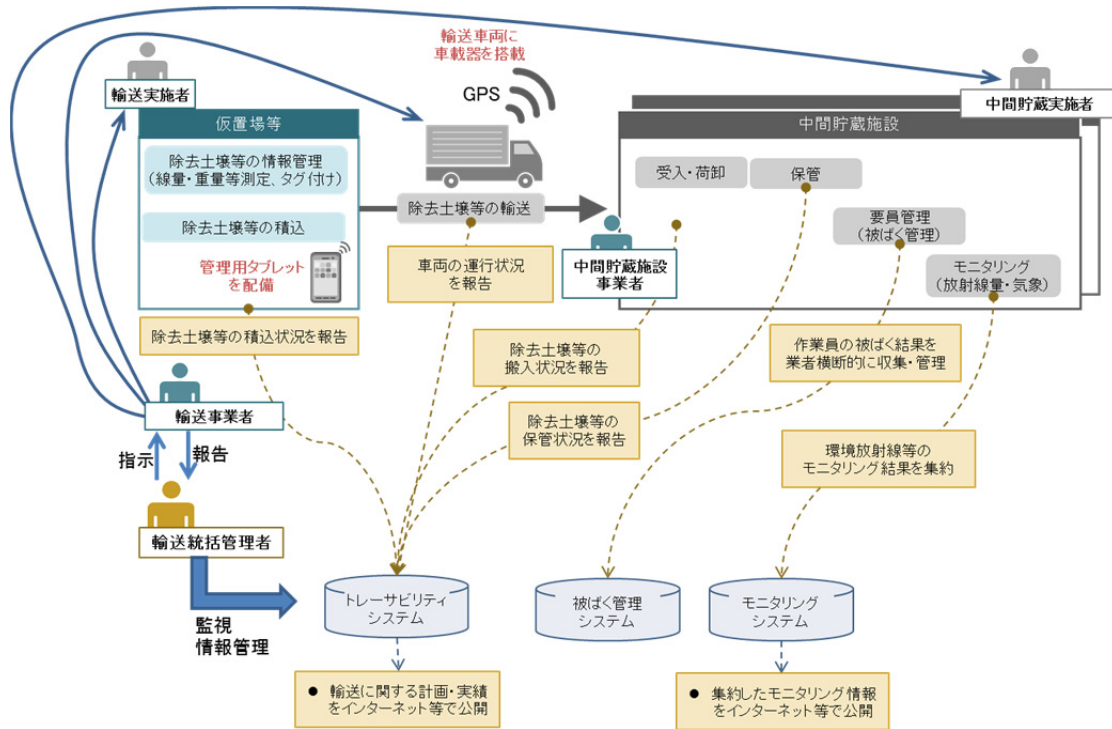 輸送車両に
車載器を搭載
GPS
輸送実施者
中間貯蔵実施者
仮置場等
中間貯蔵施設
除去土壌等の情報管理
(線量・重量等測定、タグ付け)
受入・荷卸
保管
除去土壌等の輸送
除去土壌等の積込
要員管理
(被ばく管理)
管理用タブレット
を配備
車両の運行状況
を報告
中間貯蔵施設
事業者
モニタリング
(放射線量・気象)
除去土壌等の積込状況を報告
除去土壌等の
搬入状況を報告
作業員の被ばく結果を
業者横断的に収集・管理
輸送事業者
除去土壌等の
保管状況を報告
指示
報告
環境放射線等の
モニタリング結果を集約
輸送統括管理者
監視
情報管理
トレーサビリティ
システム
被ばく管理
システム
モニタリング
システム
● 輸送に関する計画・実績
をインターネット等で公開
● 集約したモニタリング情報
をインターネット等で公開